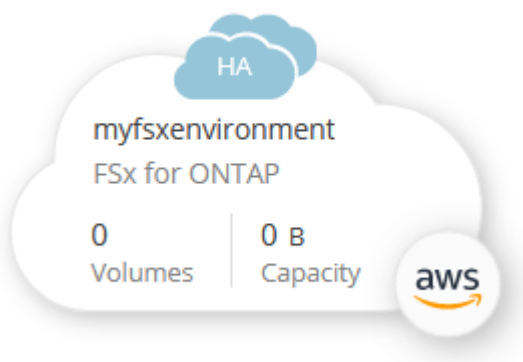 HA
myfsxenvironment
FSx for ONTAP
0
Volumes
0 B
Capacity
aws